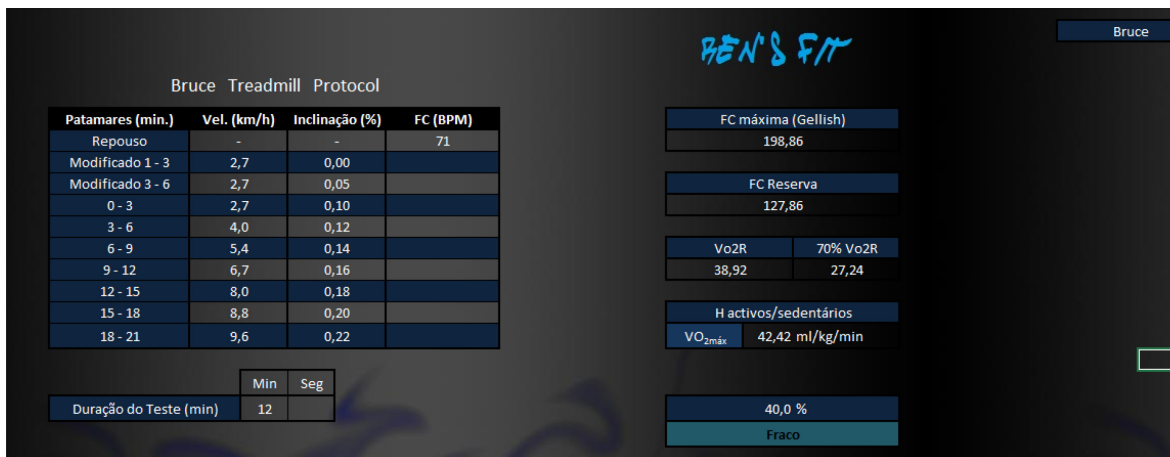 BEN'S FIT
Bruce
Bruce Treadmill Protocol
Patamares (min.) Vel. (km/h) Inclinação (%) FC (BPM)
Repouso - - 71
Modificado 1 - 3 2,7 0,00
Modificado 3 - 6 2,7 0,05
0 - 3 2,7 0,10
3 - 6 4,0 0,12
6 - 9 5,4 0,14
9 - 12 6,7 0,16
12 - 15 8,0 0,18
15 - 18 8,8 0,20
18 - 21 9,6 0,22
Min Seg
Duração do Teste (min) 12
FC máxima (Gellish)
198,86
FC Reserva
127,86
Vo2R 70% Vo2R
38,92 27,24
H activos/sedentários
VO₂máx 42,42 ml/kg/min
40,0 %
Fraco